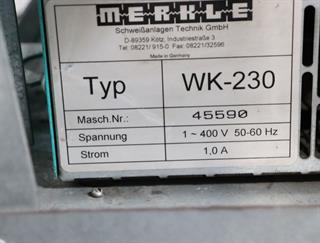 MERKLE
Schweißanlagen Technik GmbH
D-89359 Kötz, Industriestraße 3
Tel: 08221/ 915-0 Fax: 08221/32596
Made in Germany
Typ WK-230
Masch.Nr.: 45590
Spannung 1~ 400 V 50-60 Hz
Strom 1,0 A